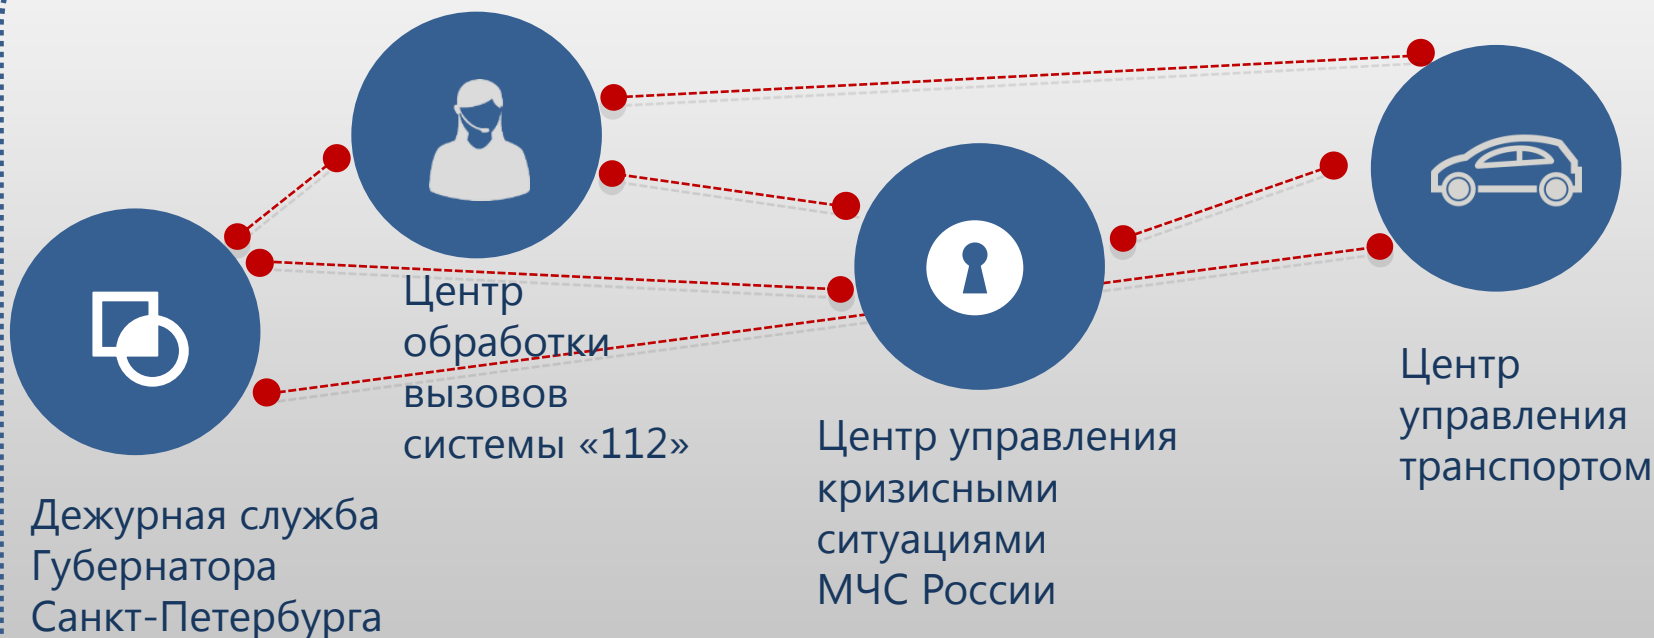 Центр
обработки
вызовов
системы «112»
Центр
управления
транспортом
Центр управления
кризисными
ситуациями
МЧС России
Дежурная служба
Губернатора
Санкт-Петербурга